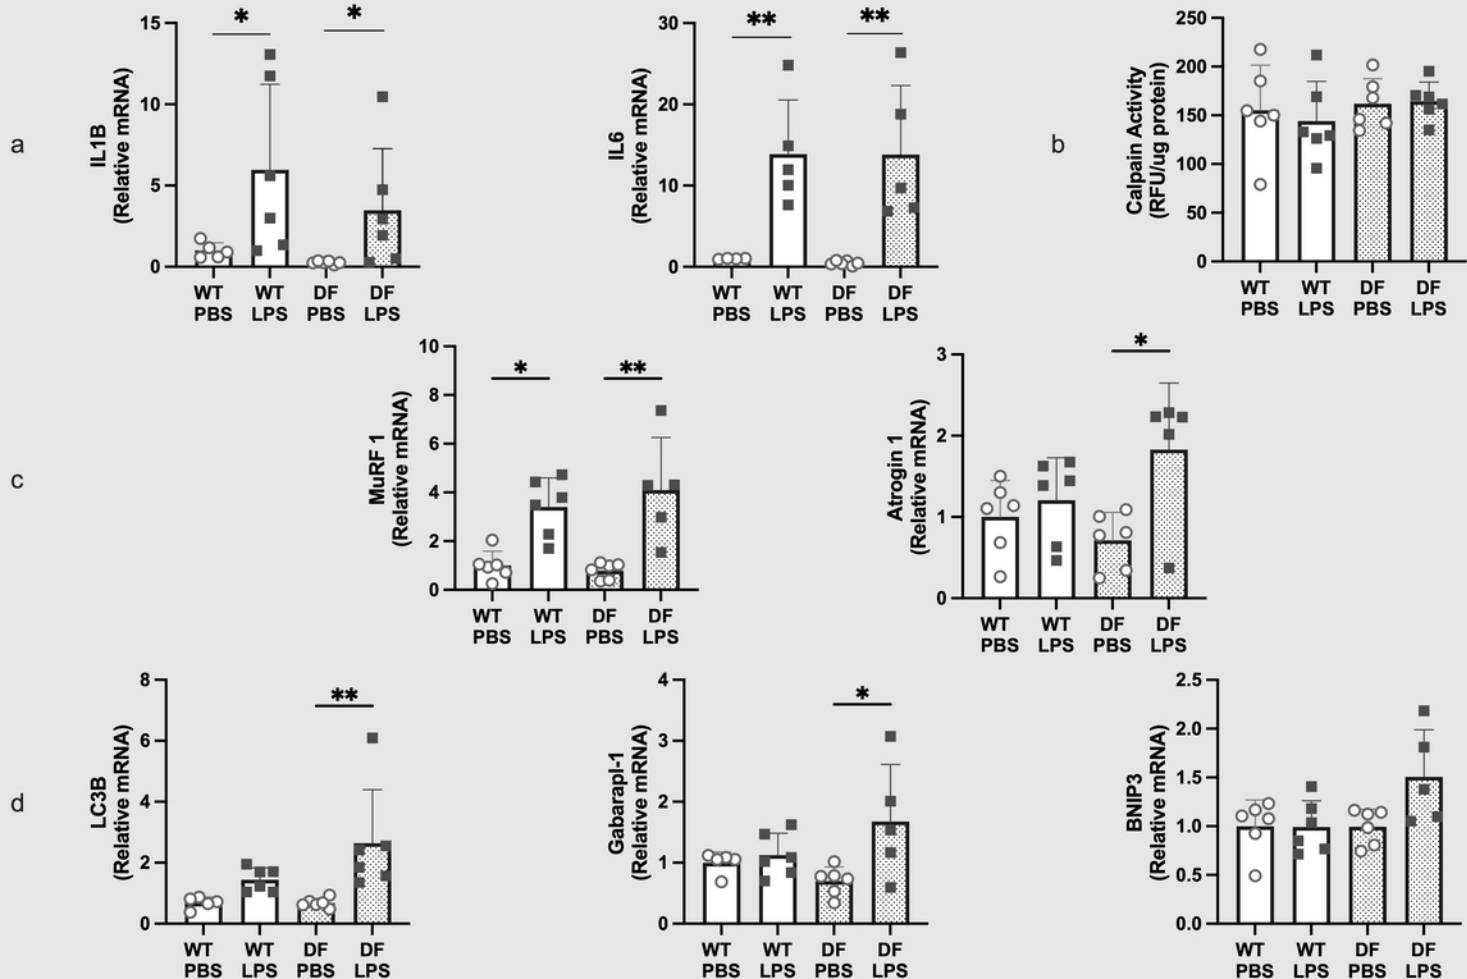 a
IL1B
(Relative mRNA)
15
10
5
0
*
*
WT PBS
WT LPS
DF PBS
DF LPS
IL6
(Relative mRNA)
30
20
10
0
**
**
WT PBS
WT LPS
DF PBS
DF LPS
b
Calpain Activity
(RFU/ug protein)
250
200
150
100
50
0
WT PBS
WT LPS
DF PBS
DF LPS
c
MuRF 1
(Relative mRNA)
10
8
6
4
2
0
*
**
WT PBS
WT LPS
DF PBS
DF LPS
Atrogin 1
(Relative mRNA)
3
2
1
0
*
WT PBS
WT LPS
DF PBS
DF LPS
d
LC3B
(Relative mRNA)
8
6
4
2
0
**
WT PBS
WT LPS
DF PBS
DF LPS
Gabarapl-1
(Relative mRNA)
4
3
2
1
0
*
WT PBS
WT LPS
DF PBS
DF LPS
BNIP3
(Relative mRNA)
2.5
2.0
1.5
1.0
0.5
0.0
WT PBS
WT LPS
DF PBS
DF LPS